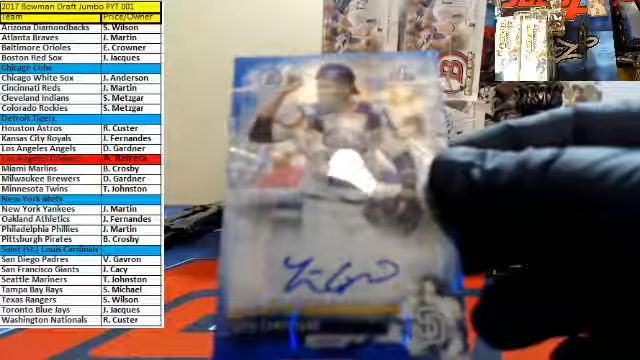 2017 Bowman Draft Jumbo PYT 001
Team Price/Owner
Arizona Diamondbacks S. Wilson
Atlanta Braves J. Martin
Baltimore Orioles E. Crowner
Boston Red Sox J. Jacques
Chicago Cubs
Chicago White Sox J. Anderson
Cincinnati Reds J. Martin
Cleveland Indians S. Metzgar
Colorado Rockies S. Metzgar
Detroit Tigers
Houston Astros R. Custer
Kansas City Royals J. Fernandes
Los Angeles Angels D. Gardner
Los Angeles Dodgers A. Barrera
Miami Marlins B. Crosby
Milwaukee Brewers D. Gardner
Minnesota Twins T. Johnston
New York Mets
New York Yankees J. Martin
Oakland Athletics J. Fernandes
Philadelphia Phillies J. Martin
Pittsburgh Pirates B. Crosby
Saint (St.) Louis Cardinals
San Diego Padres V. Gavron
San Francisco Giants J. Cacy
Seattle Mariners T. Johnston
Tampa Bay Rays S. Michael
Texas Rangers S. Wilson
Toronto Blue Jays J. Jacques
Washington Nationals R. Custer